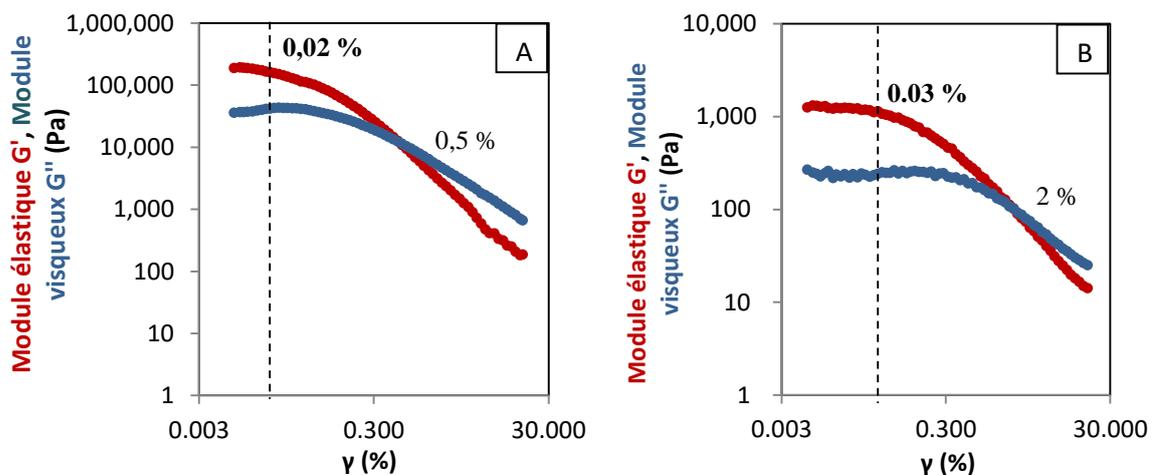 Module élastique G', Module
visqueux G'' (Pa)
1,000,000
100,000
10,000
1,000
100
10
1
0,02 %
A
0,5 %
0.003
0.300
30.000
γ (%)
Module élastique G', Module
visqueux G'' (Pa)
10,000
1,000
100
10
1
B
0.03 %
2 %
0.003
0.300
30.000
γ (%)